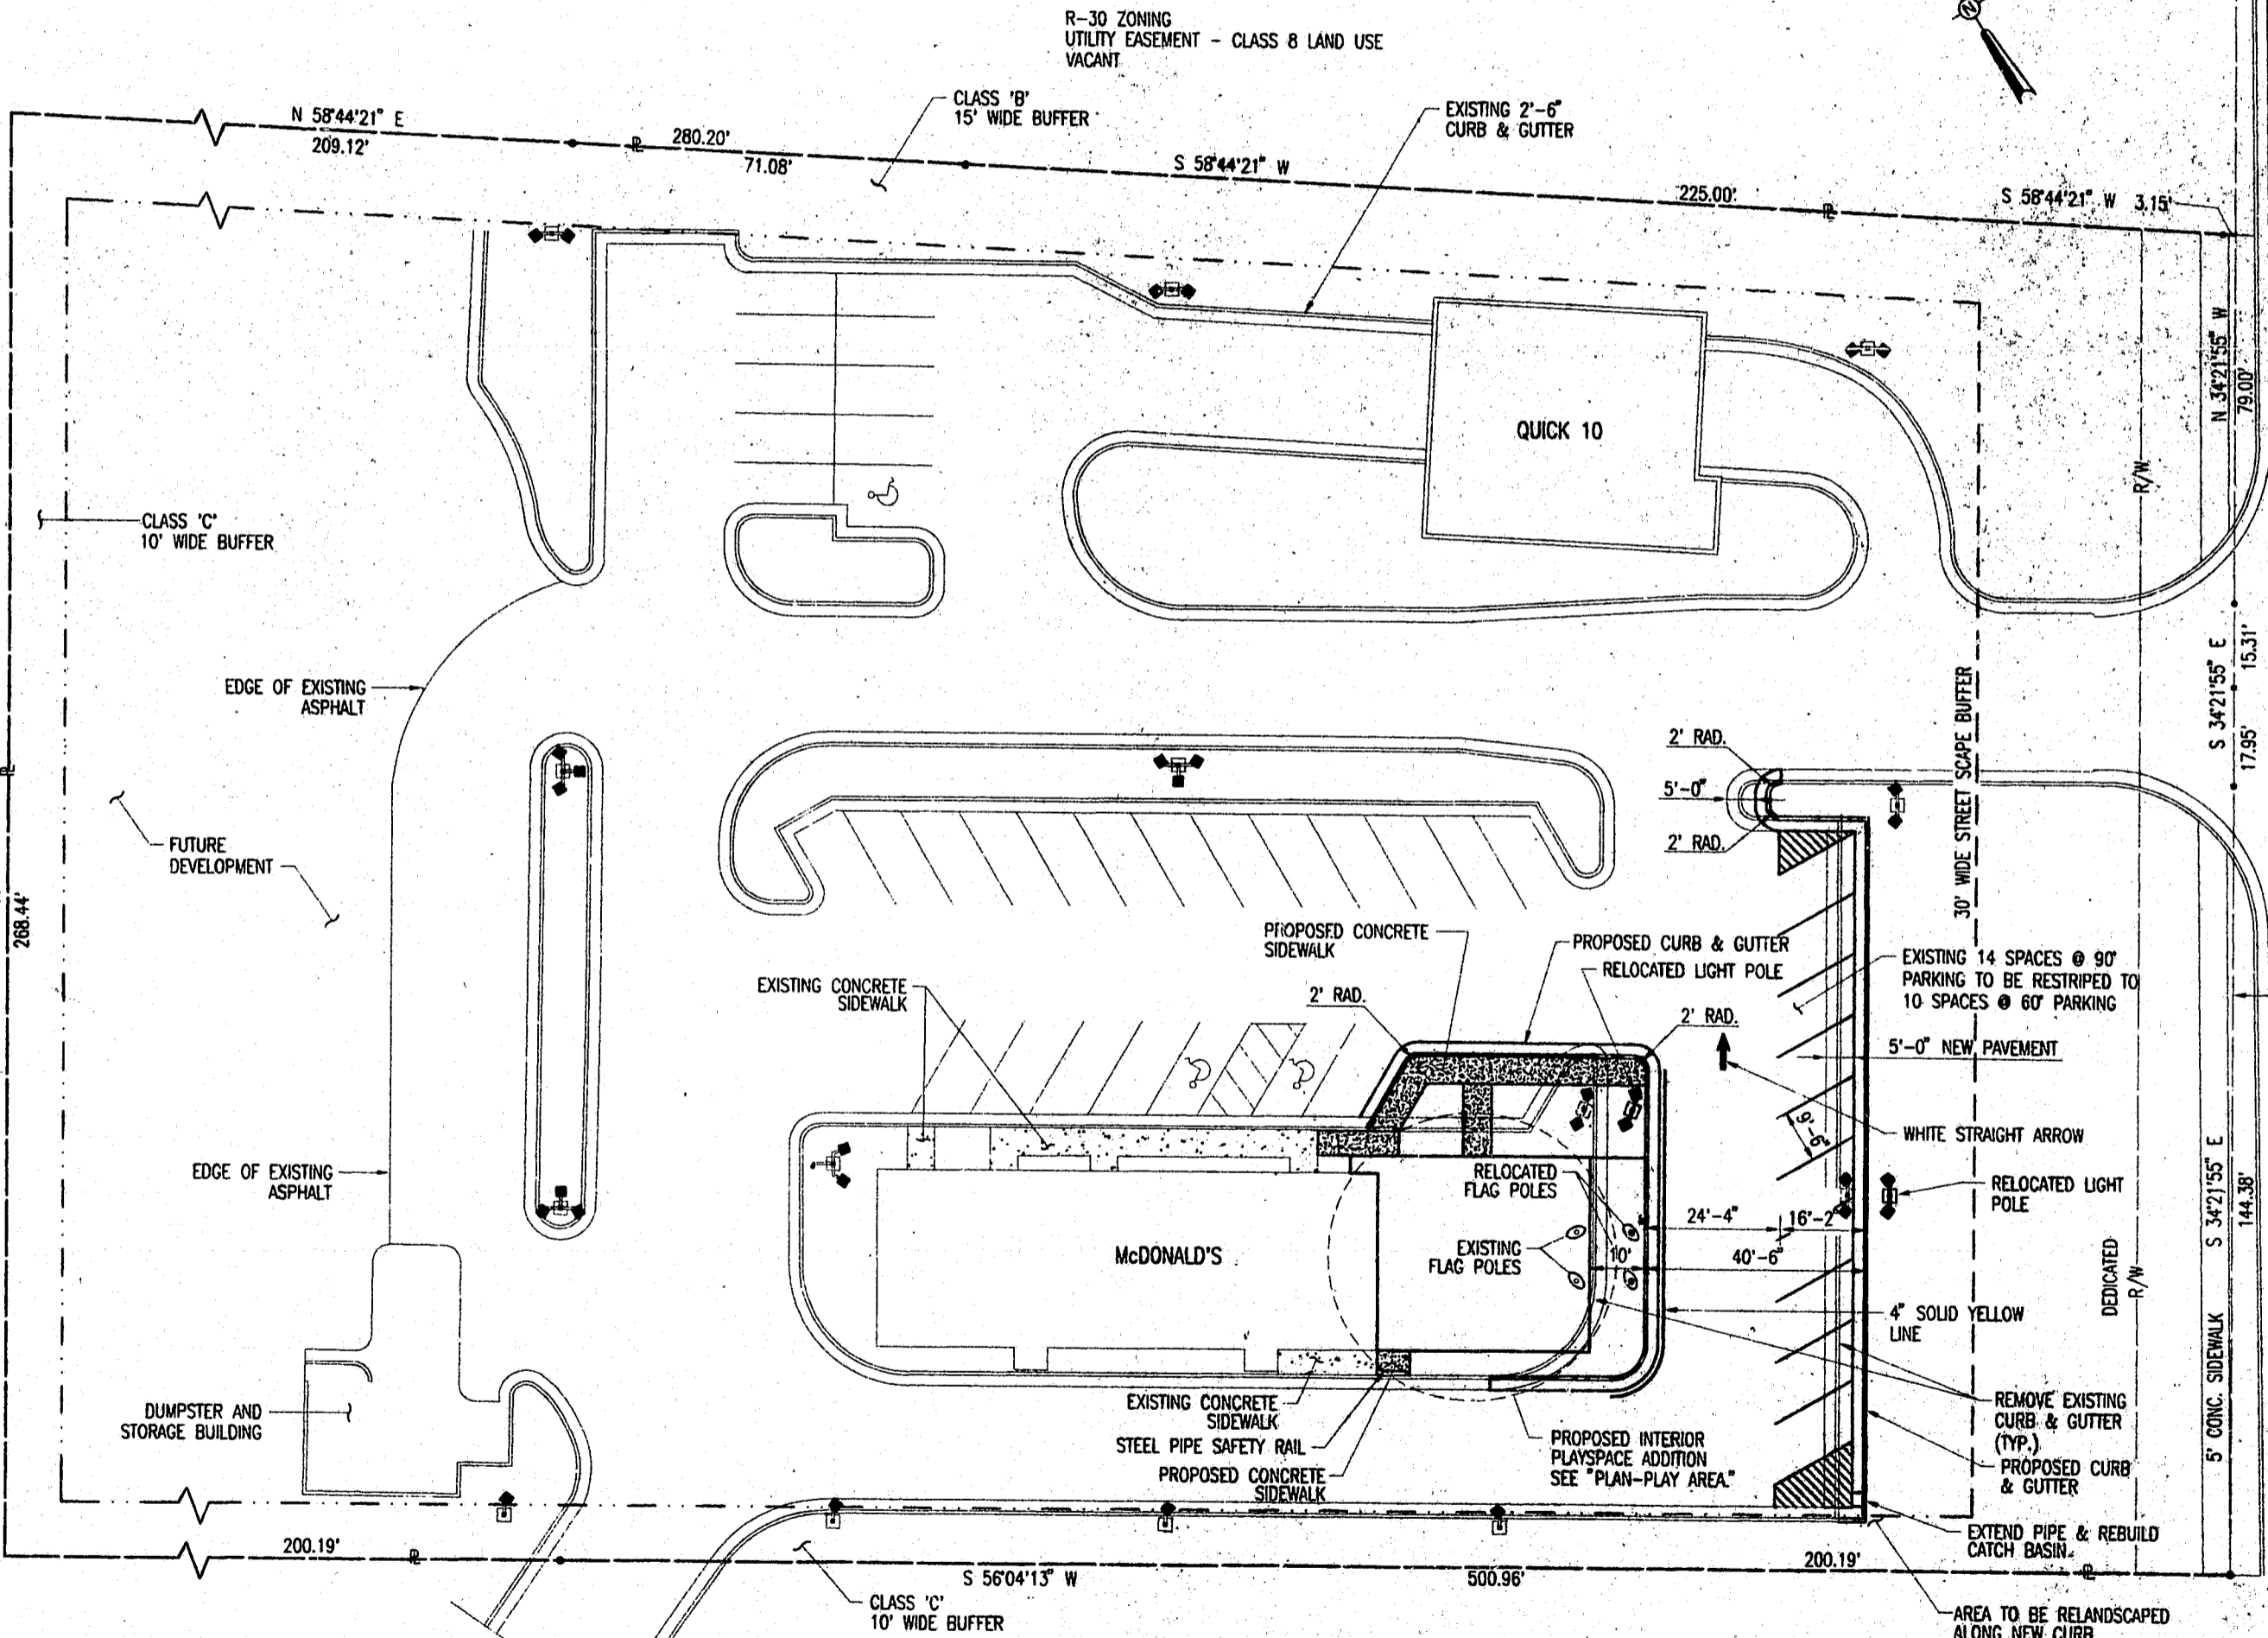 R-30 ZONING
UTILITY EASEMENT - CLASS 8 LAND USE
VACANT
N
CLASS 'B'
15' WIDE BUFFER
EXISTING 2'-6"
CURB & GUTTER
N 58°44'21" E
209.12'
PL
280.20'
71.08'
S 58°44'21" W
225.00'
PL
S 58°44'21" W 3.15'
N 34°21'55" W
79.00'
QUICK 10
R/W
CLASS 'C'
10' WIDE BUFFER
S 34°21'55" E
15.31'
17.95'
EDGE OF EXISTING
ASPHALT
30' WIDE STREET SCAPE BUFFER
2' RAD.
5'-0"
2' RAD.
PL
FUTURE
DEVELOPMENT
268.44'
PROPOSED CONCRETE
SIDEWALK
PROPOSED CURB & GUTTER
RELOCATED LIGHT POLE
EXISTING 14 SPACES @ 90°
PARKING TO BE RESTRIPED TO
10 SPACES @ 60° PARKING
EXISTING CONCRETE
SIDEWALK
2' RAD.
2' RAD.
5'-0" NEW PAVEMENT
9'-6"
WHITE STRAIGHT ARROW
EDGE OF EXISTING
ASPHALT
RELOCATED
FLAG POLES
RELOCATED LIGHT
POLE
24'-4"
16'-2"
McDONALD'S
EXISTING
FLAG POLES
10'
40'-6"
DEDICATED
R/W
S 34°21'55" E
144.38'
4" SOLID YELLOW
LINE
5' CONC. SIDEWALK
DUMPSTER AND
STORAGE BUILDING
EXISTING CONCRETE
SIDEWALK
STEEL PIPE SAFETY RAIL
PROPOSED CONCRETE
SIDEWALK
PROPOSED INTERIOR
PLAYSPACE ADDITION
SEE "PLAN-PLAY AREA."
REMOVE EXISTING
CURB & GUTTER
(TYP.)
PROPOSED CURB
& GUTTER
EXTEND PIPE & REBUILD
CATCH BASIN.
200.19'
PL
S 56°04'13" W
500.96'
200.19'
PL
CLASS 'C'
10' WIDE BUFFER
AREA TO BE RELANDSCAPED
ALONG NEW CURB